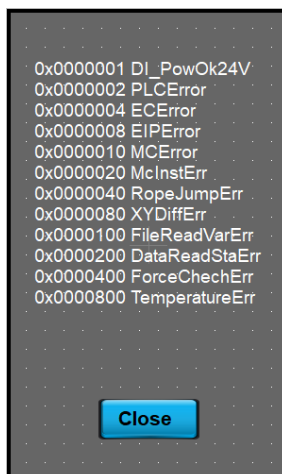 0x0000001 DI_PowOk24V
0x0000002 PLCError
0x0000004 ECError
0x0000008 EIPError
0x0000010 MCError
0x0000020 McInstErr
0x0000040 RopeJumpErr
0x0000080 XYDiffErr
0x0000100 FileReadVarErr
0x0000200 DataReadStaErr
0x0000400 ForceChechErr
0x0000800 TemperatureErr
Close